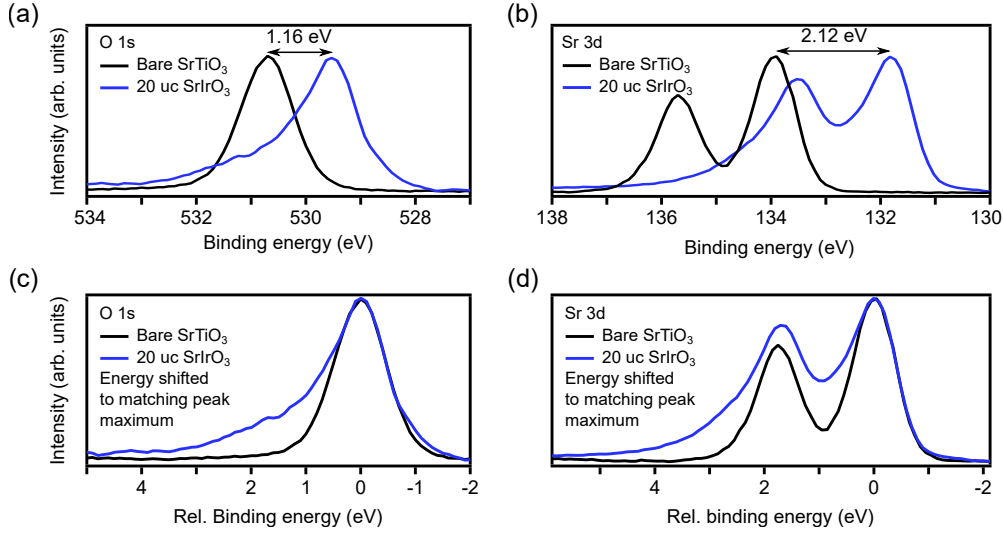 (a)
O 1s
1.16 eV
Bare SrTiO₃
20 uc SrIrO₃
Intensity (arb. units)
534 532 530 528
Binding energy (eV)
(b)
Sr 3d
2.12 eV
Bare SrTiO₃
20 uc SrIrO₃
138 136 134 132 130
Binding energy (eV)
(c)
O 1s
Bare SrTiO₃
20 uc SrIrO₃
Energy shifted
to matching peak
maximum
Intensity (arb. units)
4 2 1 0 -1 -2
Rel. Binding energy (eV)
(d)
Sr 3d
Bare SrTiO₃
20 uc SrIrO₃
Energy shifted
to matching peak
maximum
4 2 0 -2
Rel. binding energy (eV)